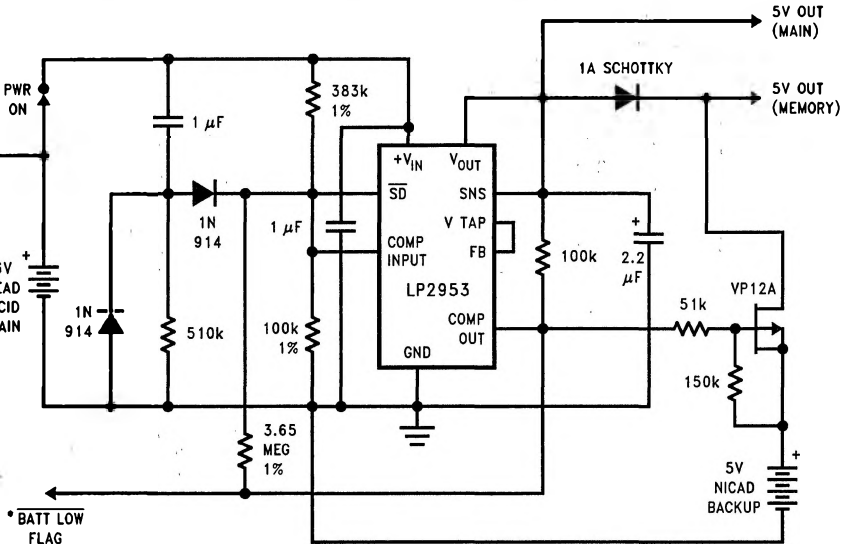 5V OUT
(MAIN)
1A SCHOTTKY
PWR
ON
383k
1%
5V OUT
(MEMORY)
1 μF
+VIN
VOUT
SD
SNS
1N
914
1 μF
V TAP
+
COMP
INPUT
FB
100k
2.2
μF
+
LP2953
VP12A
1N
914
510k
100k
1%
COMP
OUT
51k
GND
150k
3.65
MEG
1%
5V
NICAD
BACKUP
+
*BATT LOW
FLAG